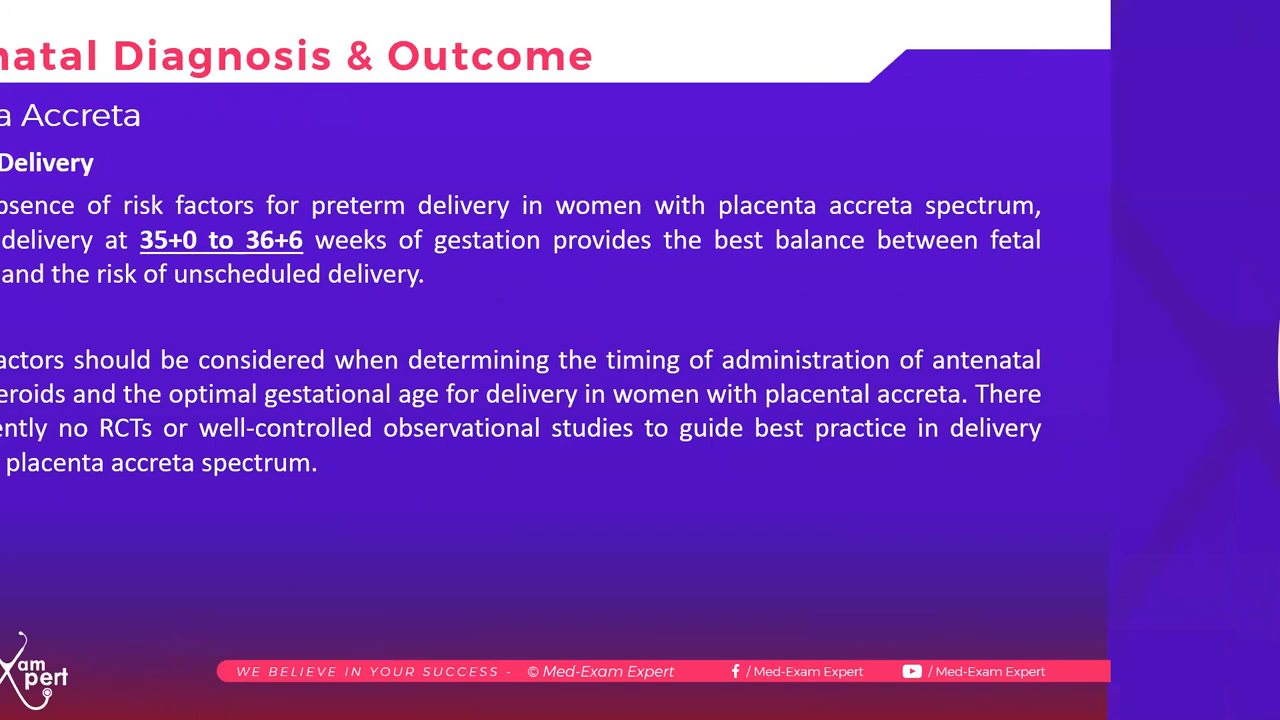 natal Diagnosis & Outcome
a Accreta
Delivery
bsence of risk factors for preterm delivery in women with placenta accreta spectrum,
delivery at 35+0 to 36+6 weeks of gestation provides the best balance between fetal
and the risk of unscheduled delivery.
actors should be considered when determining the timing of administration of antenatal
eroids and the optimal gestational age for delivery in women with placental accreta. There
ently no RCTs or well-controlled observational studies to guide best practice in delivery
placenta accreta spectrum.
xam
xpert
WE BELIEVE IN YOUR SUCCESS - © Med-Exam Expert / Med-Exam Expert / Med-Exam Expert